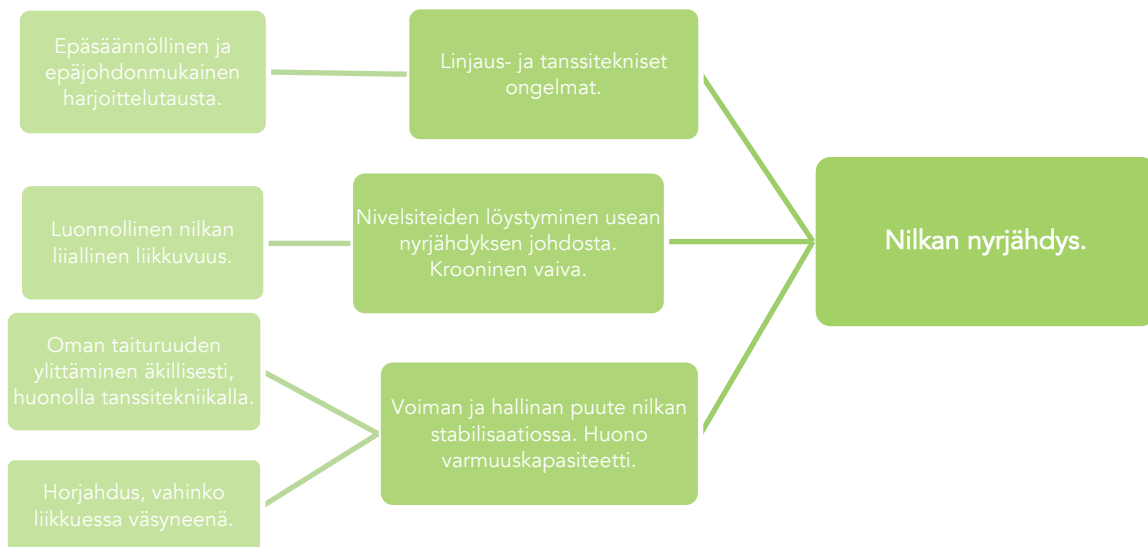 Epäsäännöllinen ja
epäjohdonmukainen
harjoittelutausta.
Linjaus- ja tanssitekniset
ongelmat.
Luonnollinen nilkan
liiallinen liikkuvuus.
Nivelsiteiden löystyminen usean
nyrjähdyksen johdosta.
Krooninen vaiva.
Nilkan nyrjähdys.
Oman taituruuden
ylittäminen äkillisesti,
huonolla tanssitekniikalla.
Voiman ja hallinan puute nilkan
stabilisaatiossa. Huono
varmuuskapasiteetti.
Horjahdus, vahinko
liikkuessa väsyneenä.